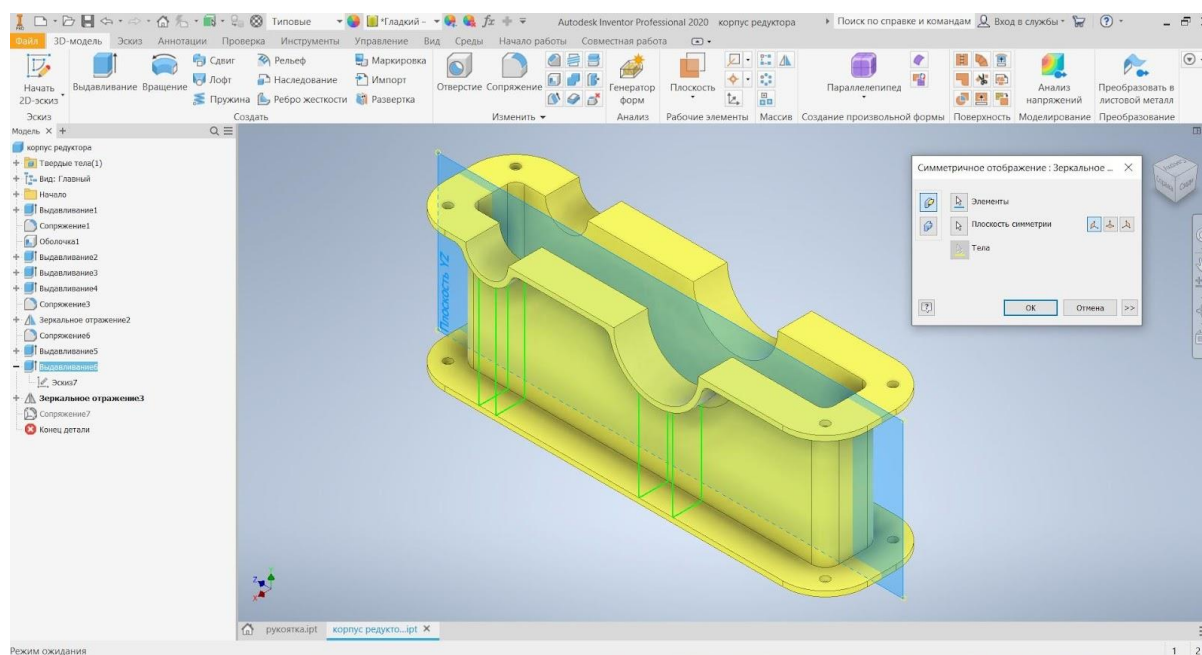 Типовые
*Гладкий -
Autodesk Inventor Professional 2020 корпус редуктора
Поиск по справке и командам
Вход в службы
Файл 3D-модель Эскиз Аннотации Проверка Инструменты Управление Вид Среды Начало работы Совместная работа
Начать 2D-эскиз
Выдавливание Вращение
Сдвиг
Лофт
Пружина
Рельеф
Наследование
Ребро жесткости
Маркировка
Импорт
Развертка
Отверстие Сопряжение
Генератор форм
Плоскость
Параллелепипед
Анализ напряжений
Преобразовать в листовой металл
Эскиз Создать Изменить Анализ Рабочие элементы Массив Создание произвольной формы Поверхность Моделирование Преобразование
Модель
корпус редуктора
Твердые тела(1)
Вид: Главный
Начало
Выдавливание1
Сопряжение1
Оболочка1
Выдавливание2
Выдавливание3
Выдавливание4
Сопряжение3
Зеркальное отражение2
Сопряжение6
Выдавливание5
Выдавливание6
Эскиз7
Зеркальное отражение3
Сопряжение7
Конец детали
Плоскость YZ
Симметричное отображение : Зеркальное ...
Элементы
Плоскость симметрии
Тела
ОК Отмена >>
Z Y X
рукоятка.ipt корпус редукто...ipt
Режим ожидания
1 2